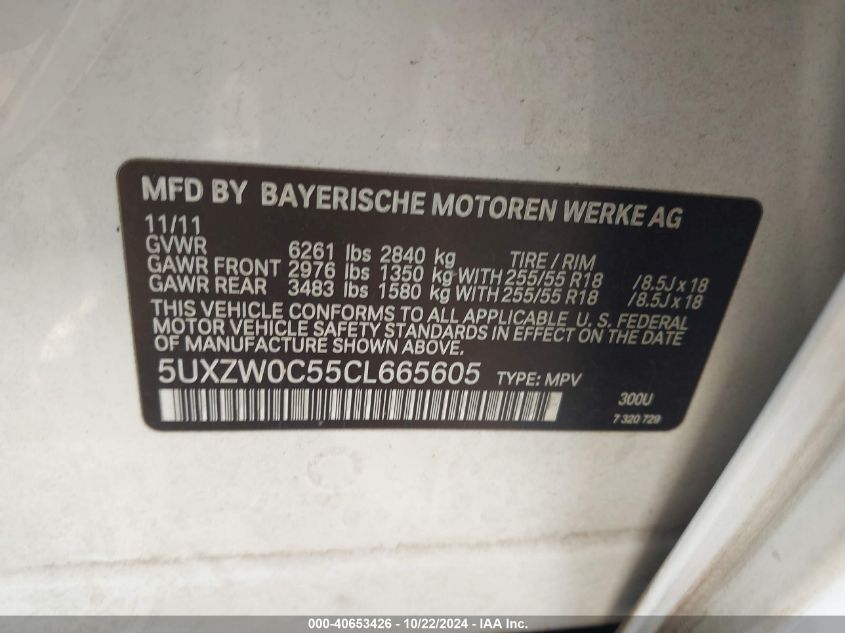 MFD BY BAYERISCHE MOTOREN WERKE AG
11/11
GVWR 6261 lbs 2840 kg TIRE / RIM
GAWR FRONT 2976 lbs 1350 kg WITH 255/55 R18 /8.5J x 18
GAWR REAR 3483 lbs 1580 kg WITH 255/55 R18 /8.5J x 18
THIS VEHICLE CONFORMS TO ALL APPLICABLE U. S. FEDERAL
MOTOR VEHICLE SAFETY STANDARDS IN EFFECT ON THE DATE
OF MANUFACTURE SHOWN ABOVE.
5UXZW0C55CL665605 TYPE: MPV
300U
7 320 729
000-40653426 - 10/22/2024 - IAA Inc.